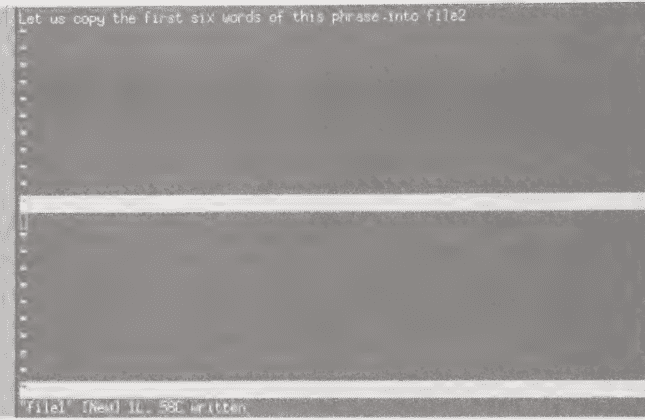 Let us copy the first six words of this phrase into file2
"file1" [New] 1L, 58C written